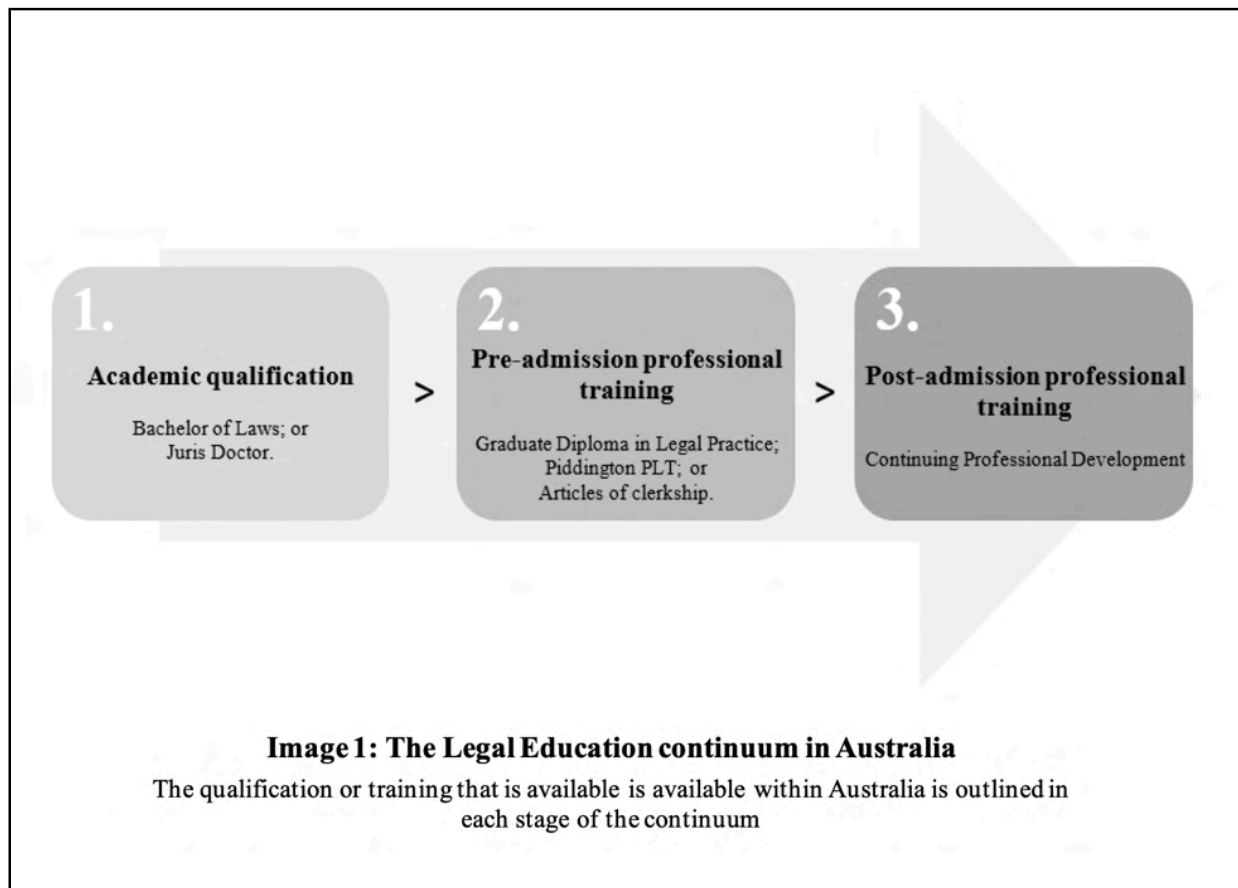 1.
Academic qualification
Bachelor of Laws; or
Juris Doctor.
>
2.
Pre-admission professional
training
Graduate Diploma in Legal Practice;
Piddington PLT; or
Articles of clerkship.
>
3.
Post-admission professional
training
Continuing Professional Development
Image 1: The Legal Education continuum in Australia
The qualification or training that is available is available within Australia is outlined in
each stage of the continuum